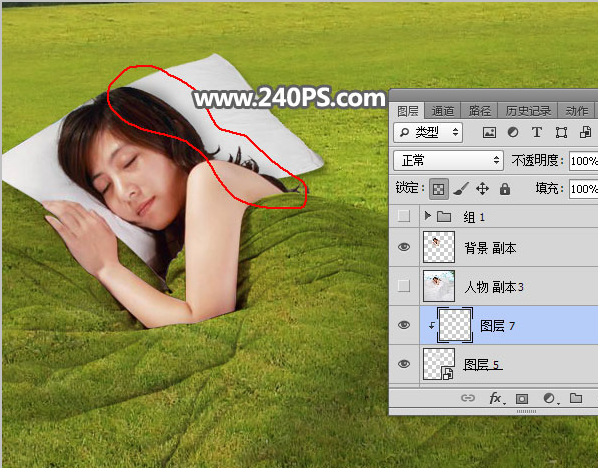 www.240PS.com
图层 通道 路径 历史记录 动作
类型
正常 不透明度: 100%
锁定: 填充: 100%
组 1
背景 副本
人物 副本3
图层 7
图层 5
fx